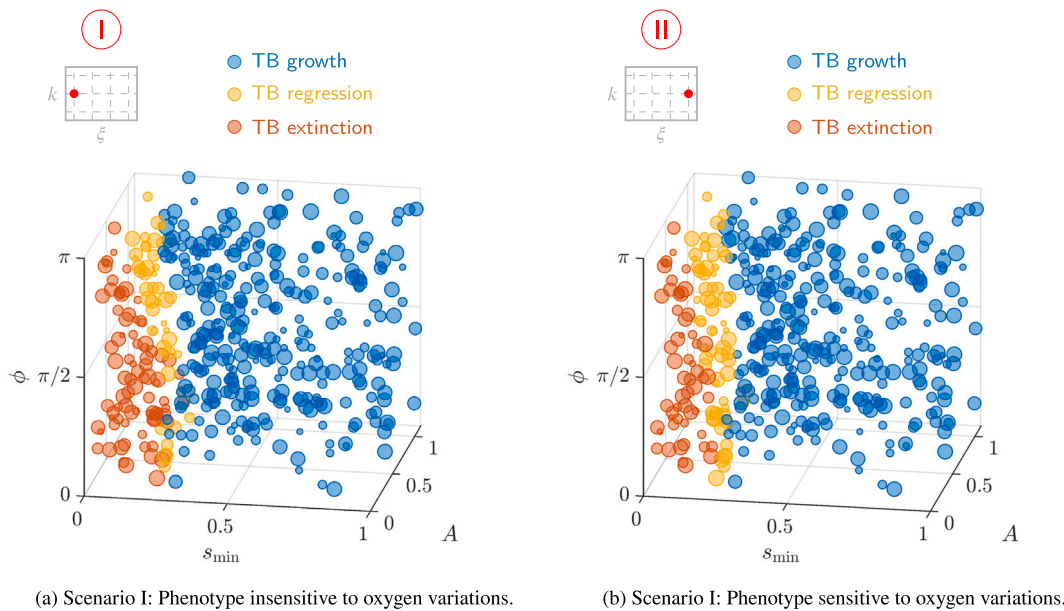 I
TB growth
TB regression
TB extinction
k
ξ
π
ϕ π/2
0
0
0.5
1
s_min
0
0.5
1
A
(a) Scenario I: Phenotype insensitive to oxygen variations.
II
TB growth
TB regression
TB extinction
k
ξ
π
ϕ π/2
0
0
0.5
1
s_min
0
0.5
1
A
(b) Scenario I: Phenotype sensitive to oxygen variations.